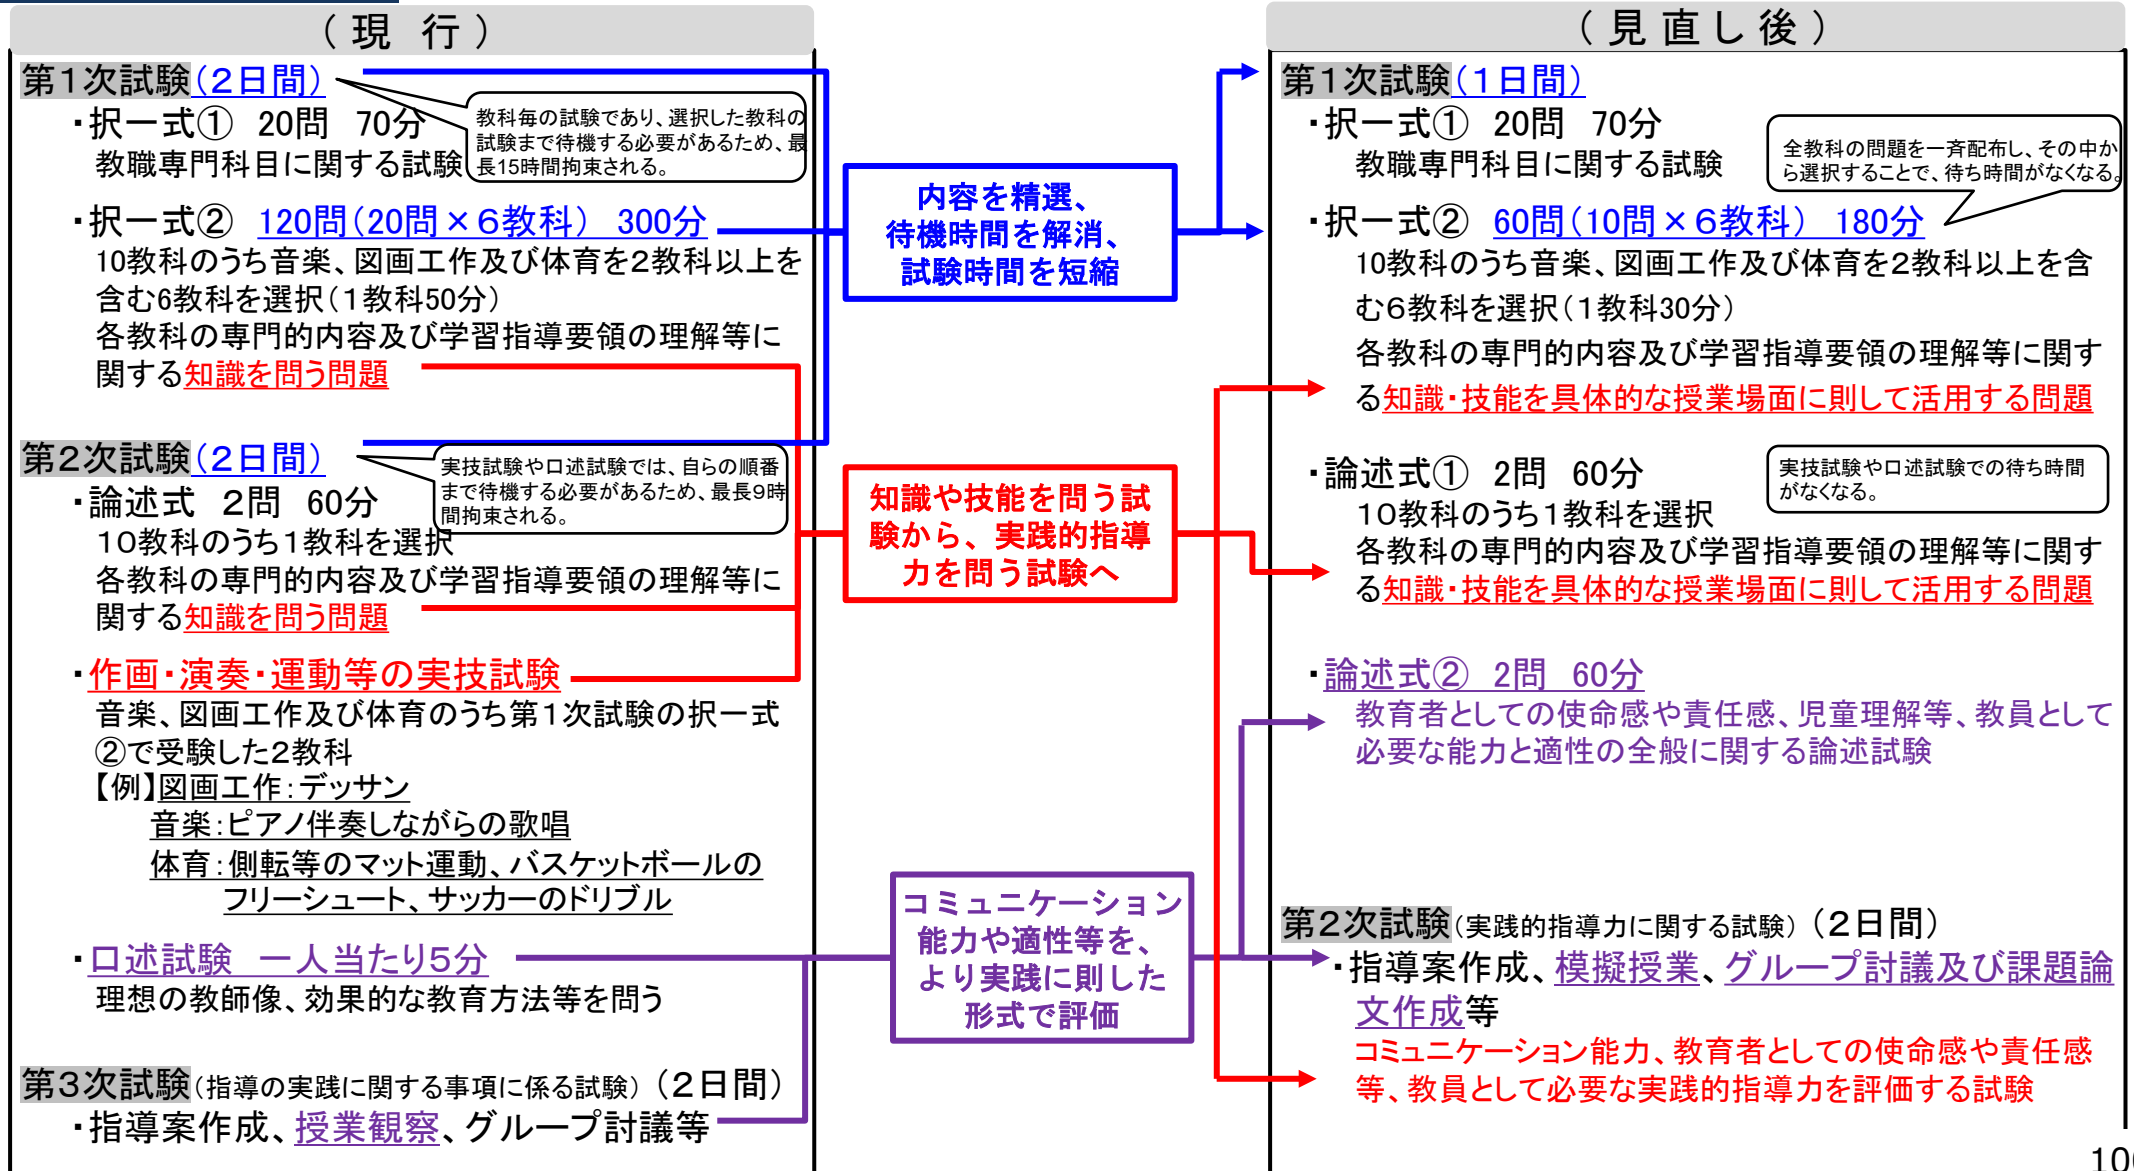 （現 行）
第1次試験（2日間）
・択一式① 20問 70分
教職専門科目に関する試験
教科毎の試験であり、選択した教科の
試験まで待機する必要があるため、最
長15時間拘束される。
・択一式② 120問（20問×6教科） 300分
10教科のうち音楽、図画工作及び体育を2教科以上を
含む6教科を選択（1教科50分）
各教科の専門的内容及び学習指導要領の理解等に
関する知識を問う問題
第2次試験（2日間）
実技試験や口述試験では、自らの順番
まで待機する必要があるため、最長9時
間拘束される。
・論述式 2問 60分
10教科のうち1教科を選択
各教科の専門的内容及び学習指導要領の理解等に
関する知識を問う問題
・作画・演奏・運動等の実技試験
音楽、図画工作及び体育のうち第1次試験の択一式
②で受験した2教科
【例】図画工作：デッサン
音楽：ピアノ伴奏しながらの歌唱
体育：側転等のマット運動、バスケットボールの
フリーシュート、サッカーのドリブル
・口述試験 一人当たり5分
理想の教師像、効果的な教育方法等を問う
第3次試験（指導の実践に関する事項に係る試験）（2日間）
・指導案作成、授業観察、グループ討議等
内容を精選、
待機時間を解消、
試験時間を短縮
知識や技能を問う試
験から、実践的指導
力を問う試験へ
コミュニケーション
能力や適性等を、
より実践に則した
形式で評価
（見直し後）
第1次試験（1日間）
・択一式① 20問 70分
教職専門科目に関する試験
全教科の問題を一斉配布し、その中か
ら選択することで、待ち時間がなくなる。
・択一式② 60問（10問×6教科） 180分
10教科のうち音楽、図画工作及び体育を2教科以上を含
む6教科を選択（1教科30分）
各教科の専門的内容及び学習指導要領の理解等に関す
る知識・技能を具体的な授業場面に則して活用する問題
・論述式① 2問 60分
実技試験や口述試験での待ち時間
がなくなる。
10教科のうち1教科を選択
各教科の専門的内容及び学習指導要領の理解等に関す
る知識・技能を具体的な授業場面に則して活用する問題
・論述式② 2問 60分
教育者としての使命感や責任感、児童理解等、教員として
必要な能力と適性の全般に関する論述試験
第2次試験（実践的指導力に関する試験）（2日間）
・指導案作成、模擬授業、グループ討議及び課題論
文作成等
コミュニケーション能力、教育者としての使命感や責任感
等、教員として必要な実践的指導力を評価する試験